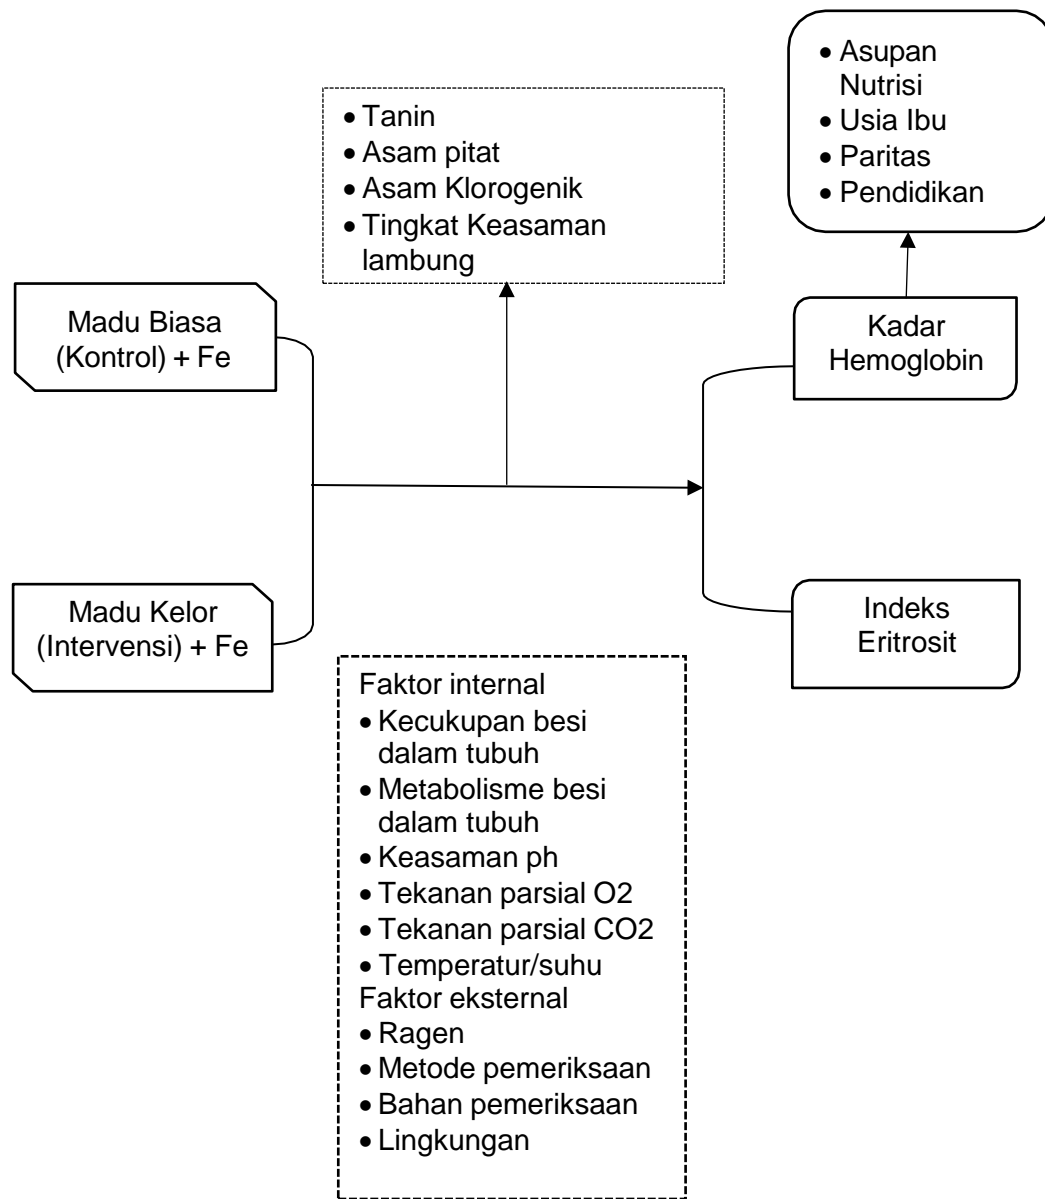 • Asupan
Nutrisi
• Usia Ibu
• Paritas
• Pendidikan
• Tanin
• Asam pitat
• Asam Klorogenik
• Tingkat Keasaman
lambung
Madu Biasa
(Kontrol) + Fe
Kadar
Hemoglobin
Madu Kelor
(Intervensi) + Fe
Indeks
Eritrosit
Faktor internal
• Kecukupan besi
dalam tubuh
• Metabolisme besi
dalam tubuh
• Keasaman ph
• Tekanan parsial O2
• Tekanan parsial CO2
• Temperatur/suhu
Faktor eksternal
• Ragen
• Metode pemeriksaan
• Bahan pemeriksaan
• Lingkungan